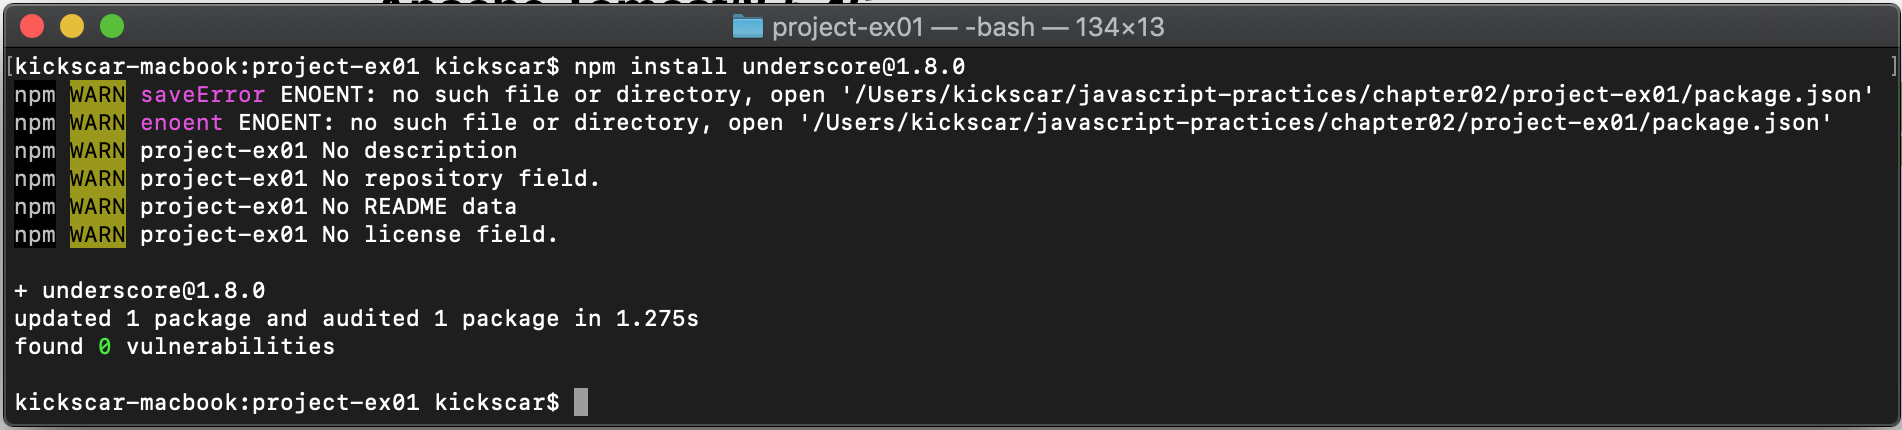 project-ex01 — -bash — 134×13
[kickscar-macbook:project-ex01 kickscar$ npm install underscore@1.8.0 ]
npm WARN saveError ENOENT: no such file or directory, open '/Users/kickscar/javascript-practices/chapter02/project-ex01/package.json'
npm WARN enoent ENOENT: no such file or directory, open '/Users/kickscar/javascript-practices/chapter02/project-ex01/package.json'
npm WARN project-ex01 No description
npm WARN project-ex01 No repository field.
npm WARN project-ex01 No README data
npm WARN project-ex01 No license field.
+ underscore@1.8.0
updated 1 package and audited 1 package in 1.275s
found 0 vulnerabilities
kickscar-macbook:project-ex01 kickscar$